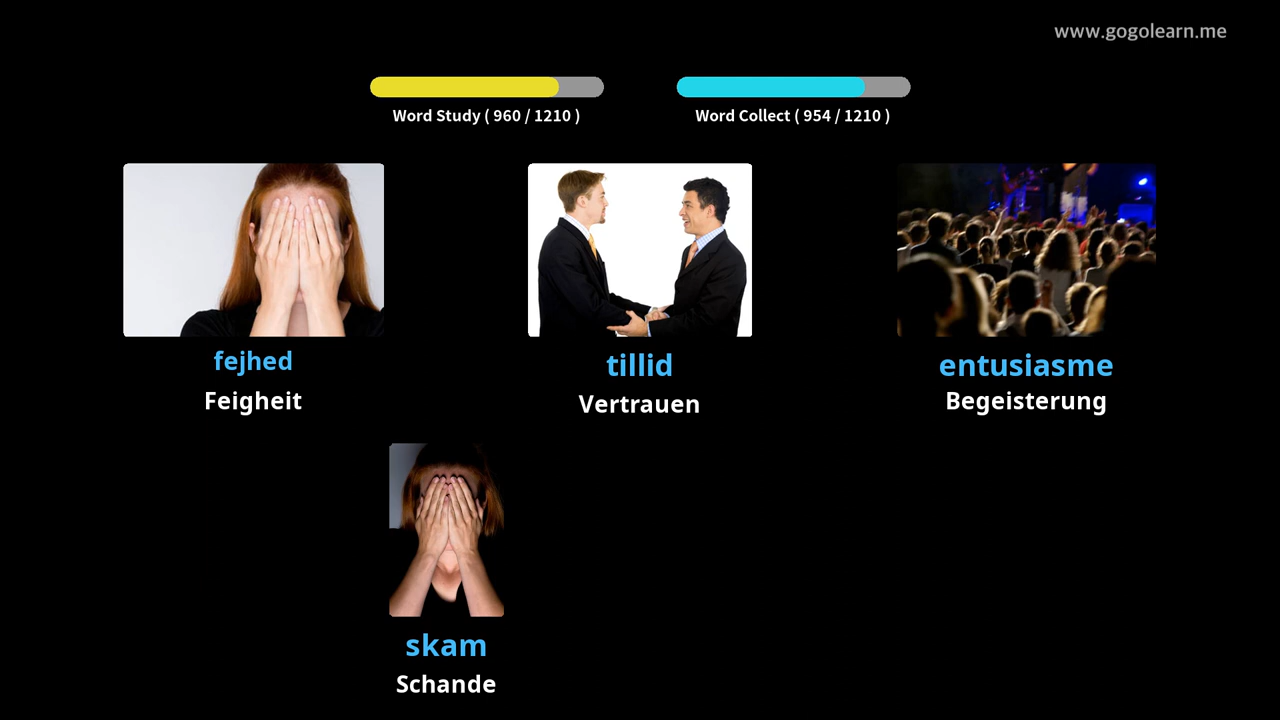 www.gogolearn.me
Word Study ( 960 / 1210 )
Word Collect ( 954 / 1210 )
fejhed
Feigheit
tillid
Vertrauen
entusiasme
Begeisterung
skam
Schande